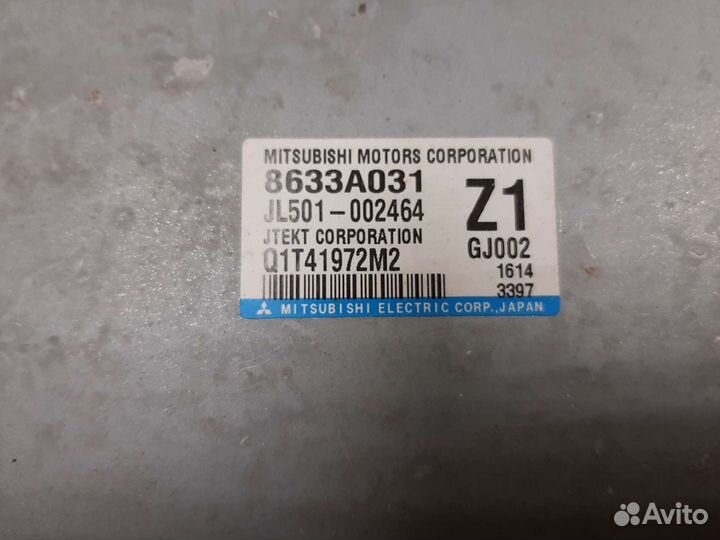 MITSUBISHI MOTORS CORPORATION
8633A031
JL501-002464
Z1
JTEKT CORPORATION
GJ002
Q1T41972M2
1614
3397
MITSUBISHI ELECTRIC CORP.,JAPAN
Avito